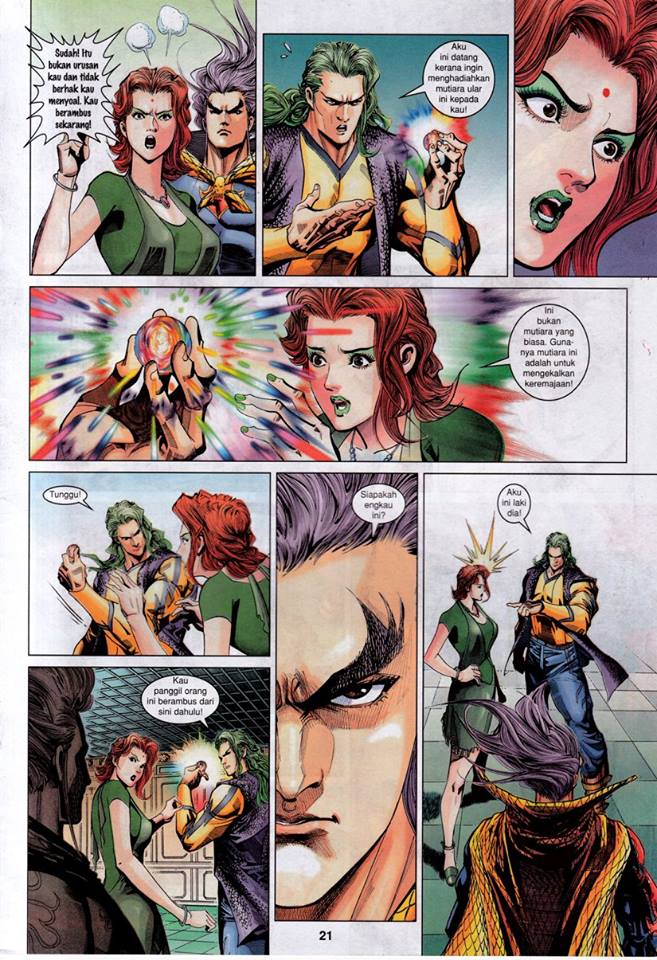 Sudah! Itu
bukan urusan
kau dan tidak
berhak kau
menyoal. Kau
berambus
sekarang!
Aku
ini datang
kerana ingin
menghadiahkan
mutiara ular
ini kepada
kau!
Ini
bukan
mutiara yang
biasa. Guna-
nya mutiara ini
adalah untuk
mengekalkan
keremajaan!
Tunggu!
Kau
panggil orang
ini berambus dari
sini dahulu!
Siapakah
engkau
ini?
Aku
ini laki
dia!
21